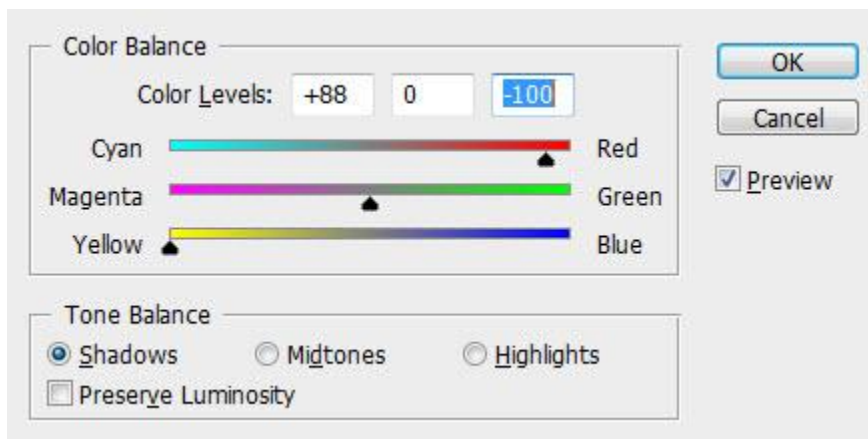 Color Balance
Color Levels: +88 0 -100
Cyan Red
Magenta Green
Yellow Blue
Tone Balance
Shadows Midtones Highlights
Preserve Luminosity
OK
Cancel
Preview